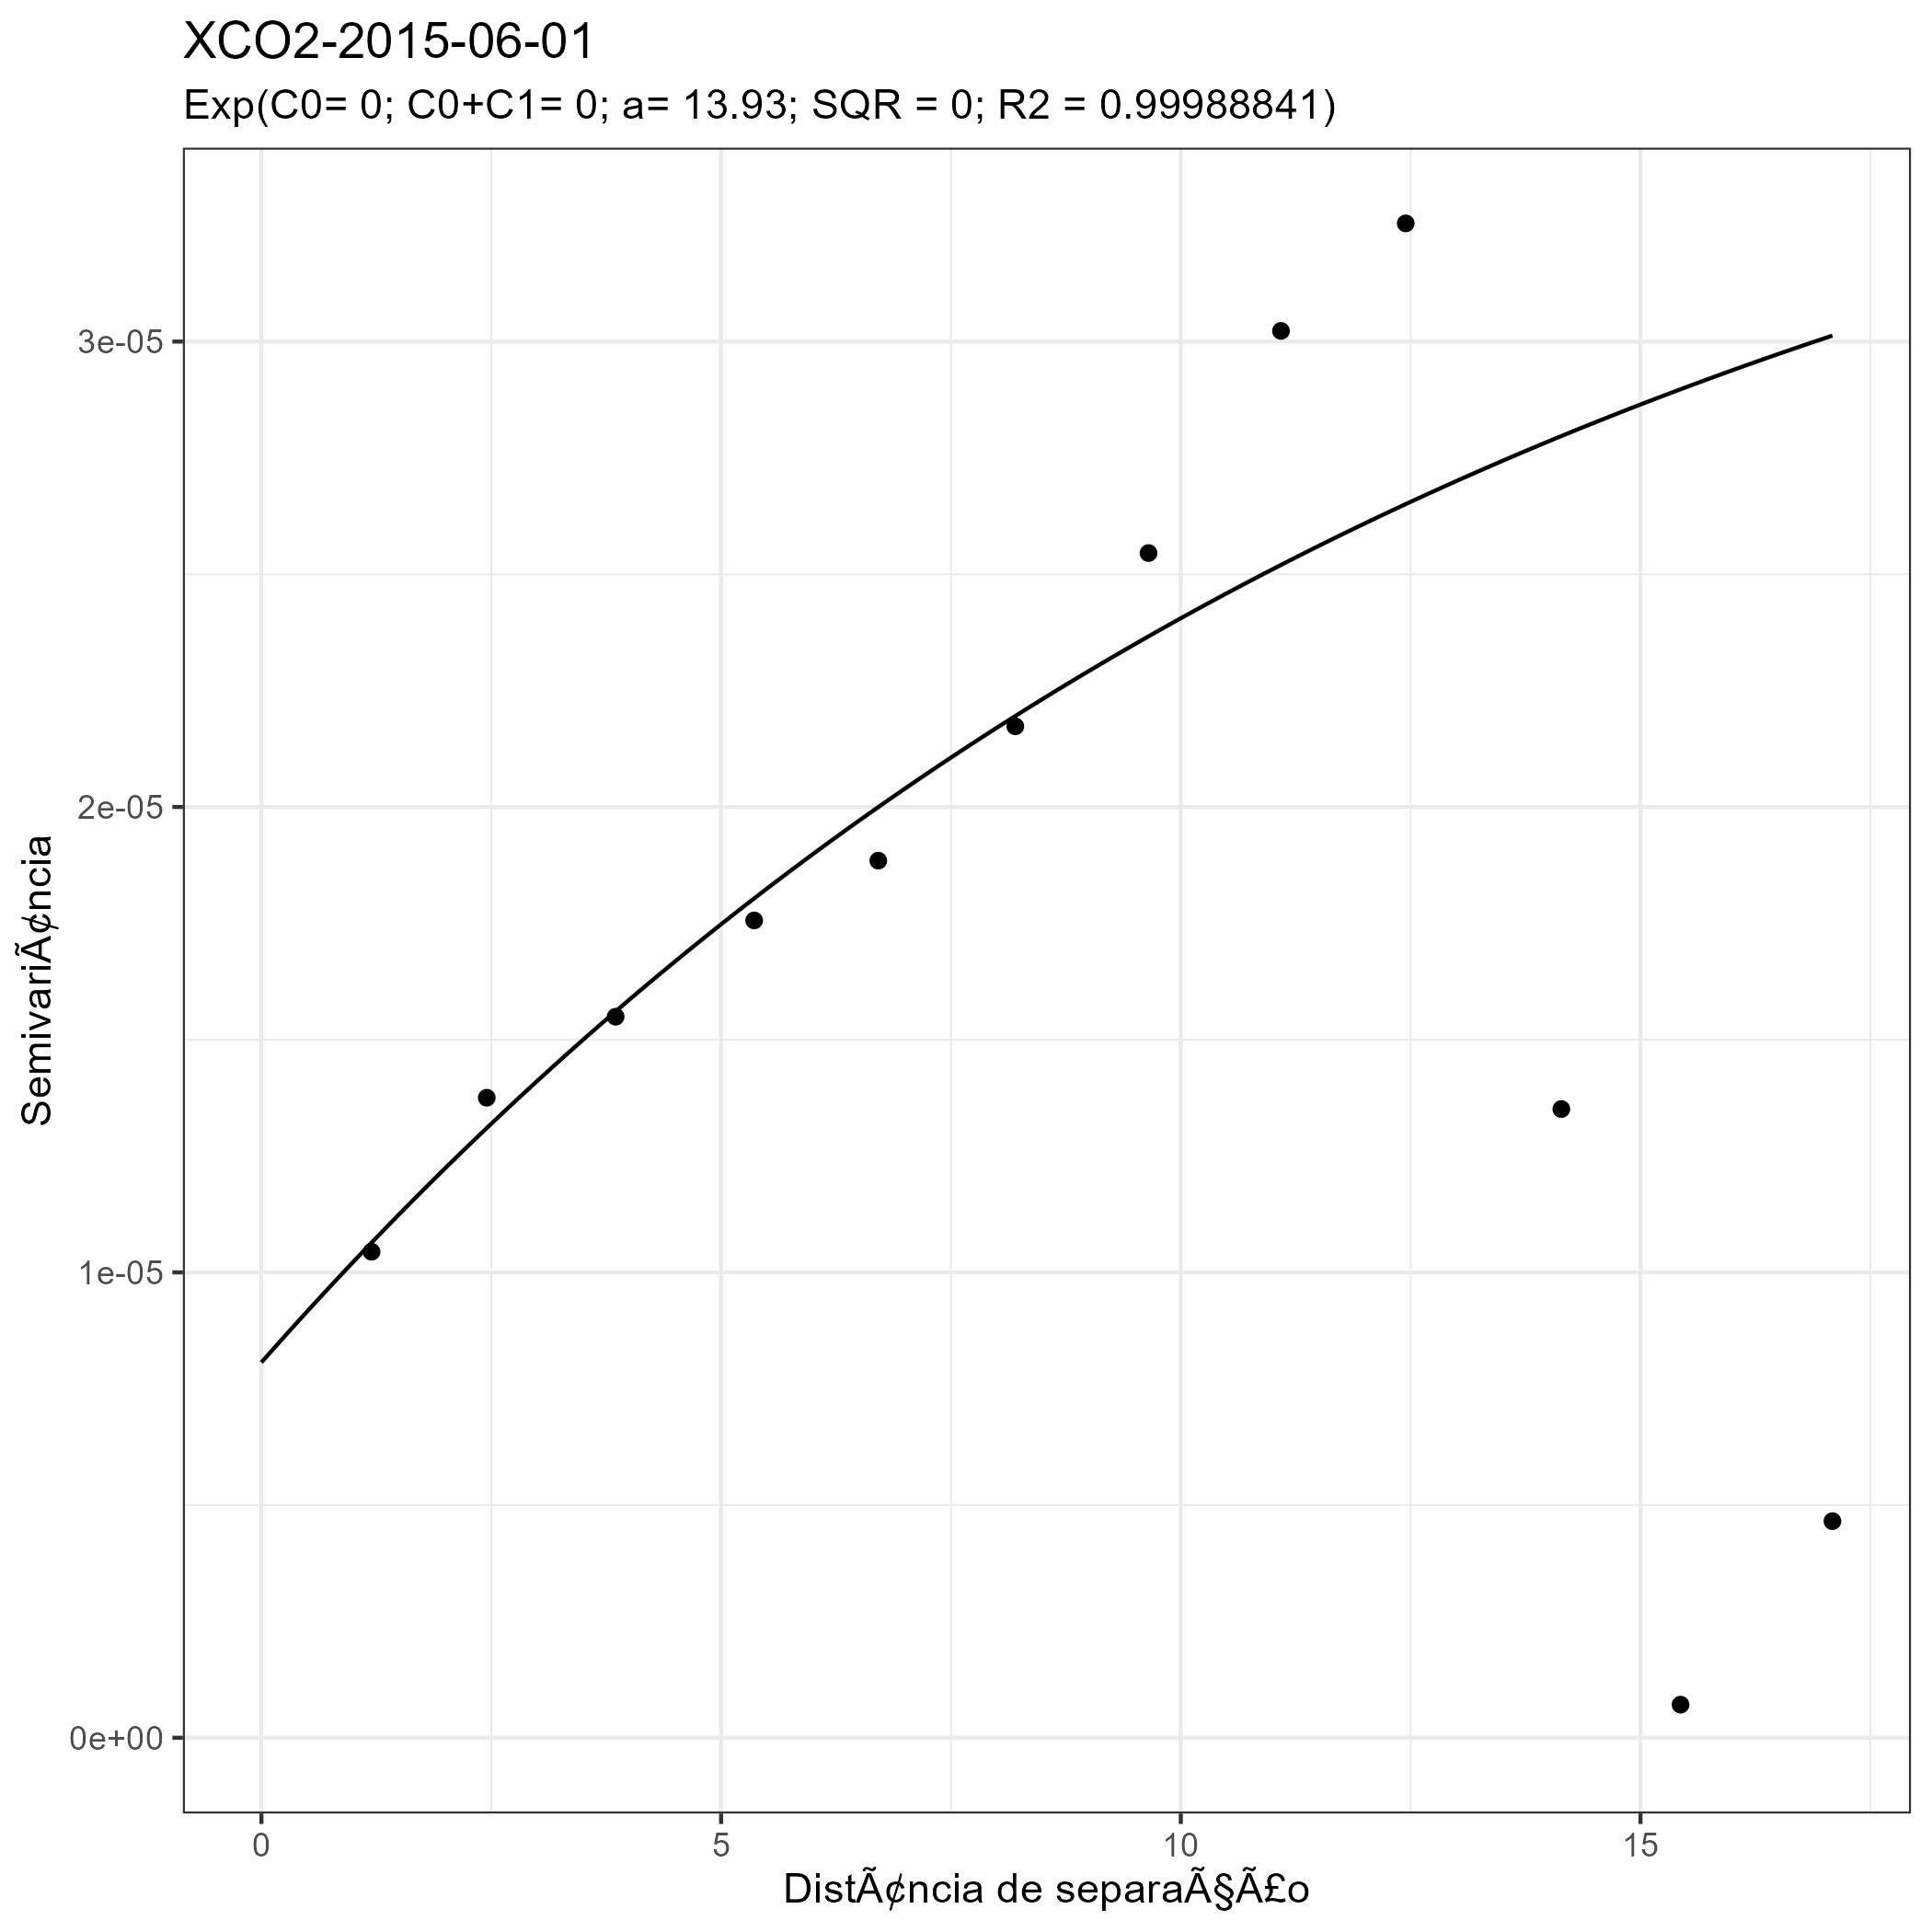 XCO2-2015-06-01
Exp(C0= 0; C0+C1= 0; a= 13.93; SQR = 0; R2 = 0.99988841)
SemivariÃ¢ncia
3e-05
2e-05
1e-05
0e+00
0
5
10
15
DistÃ¢ncia de separaÃ§Ã£o